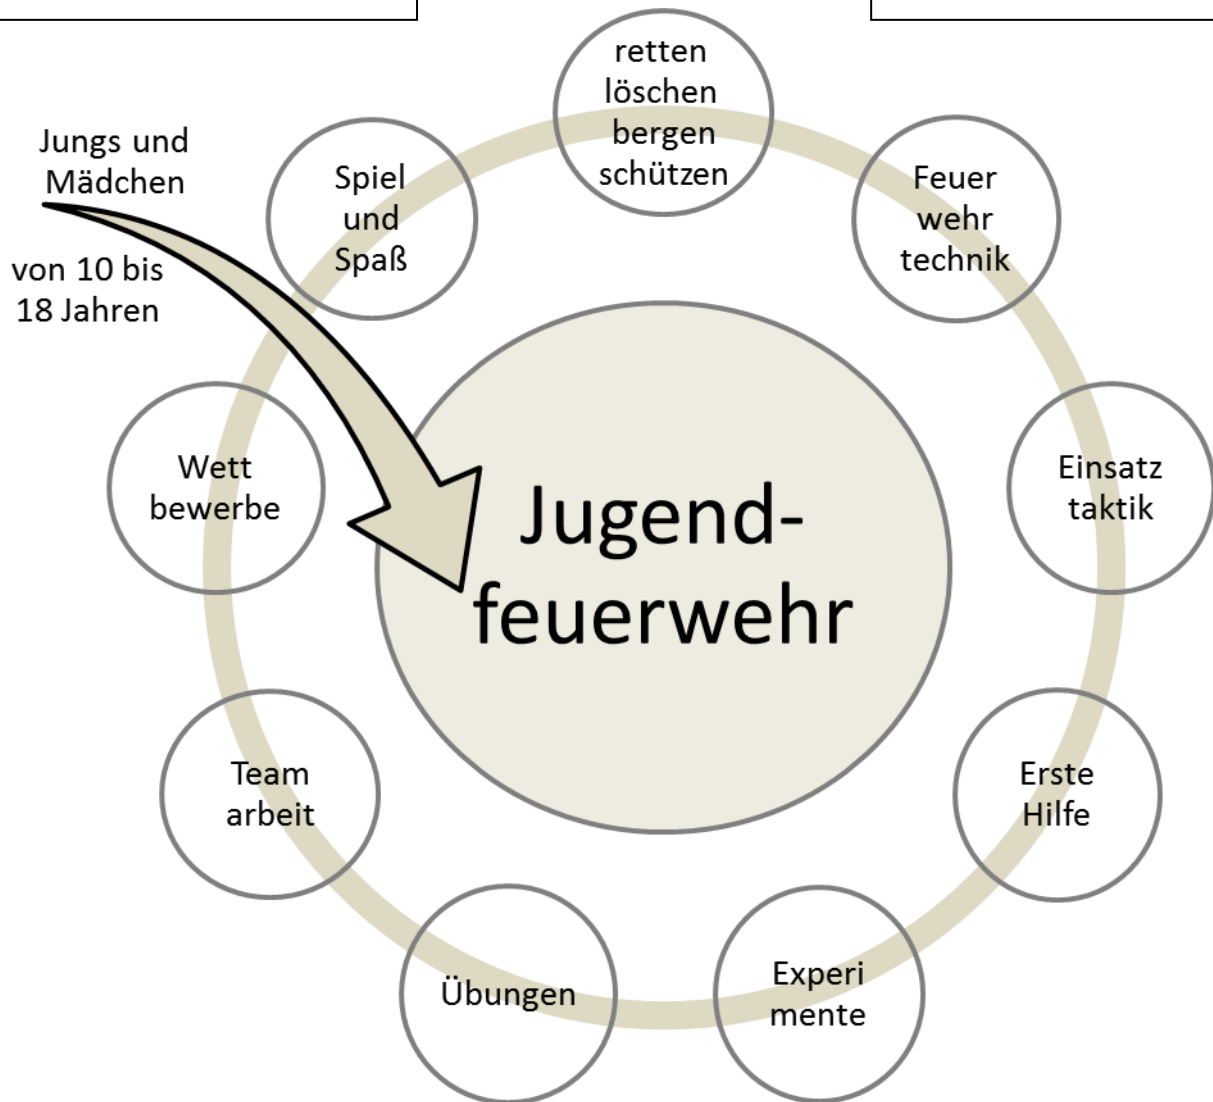 Jungs und
Mädchen
von 10 bis
18 Jahren
retten
löschen
bergen
schützen
Feuer
wehr
technik
Einsatz
taktik
Erste
Hilfe
Experi
mente
Übungen
Team
arbeit
Wett
bewerbe
Spiel
und
Spaß
Jugend-
feuerwehr